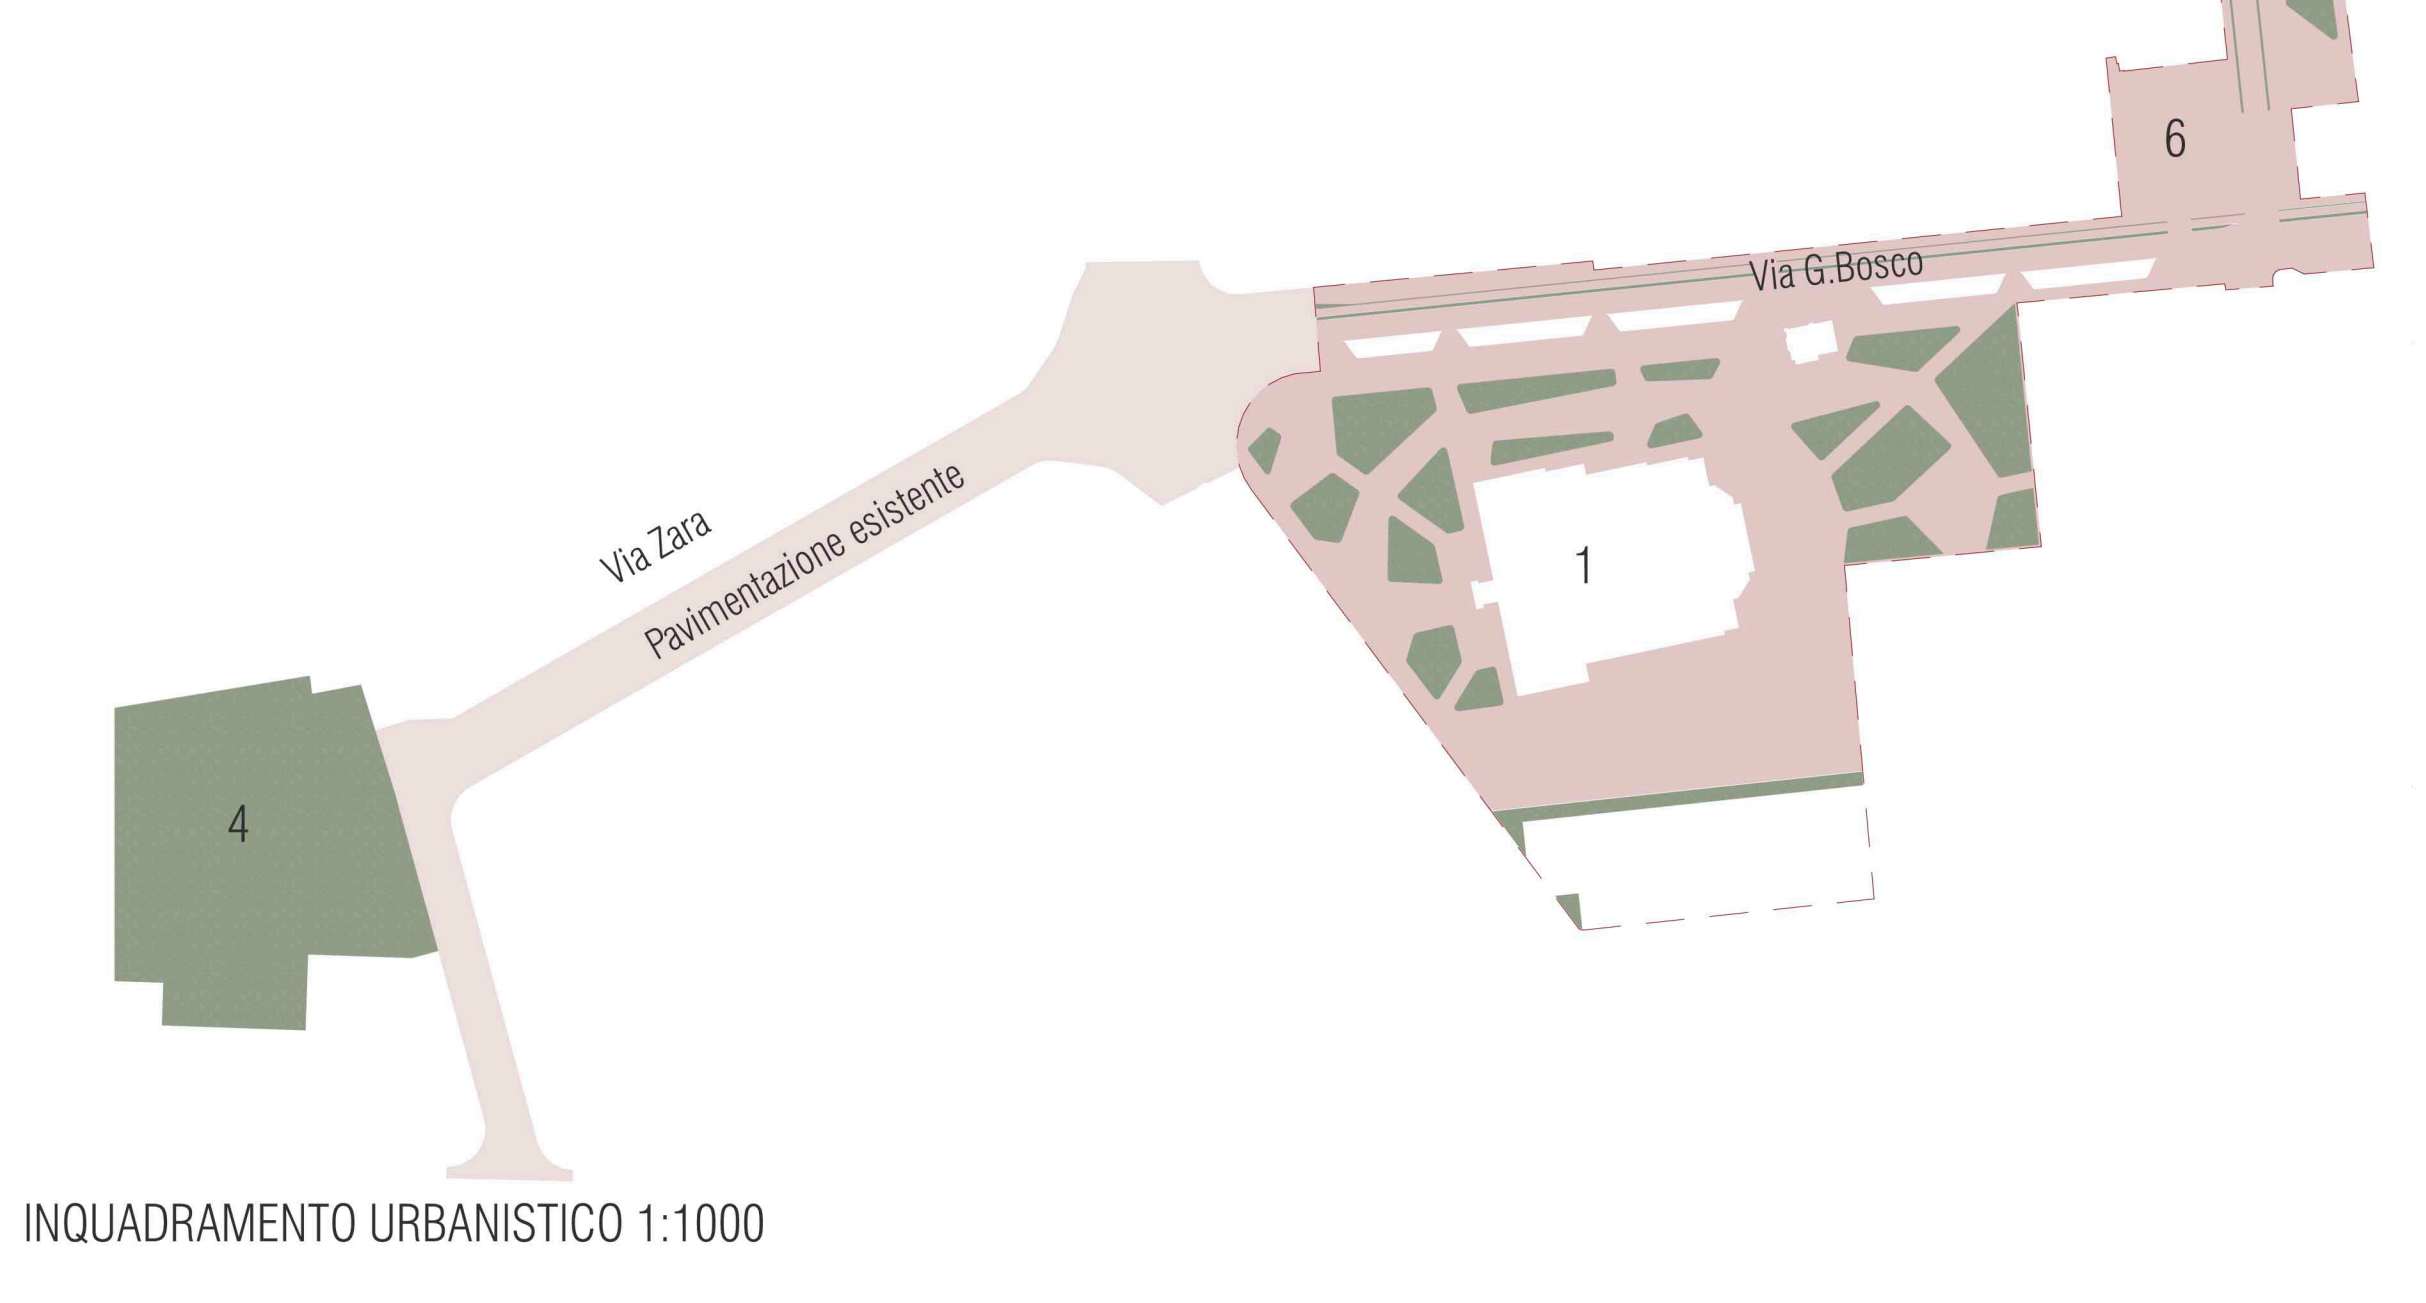 6
Via G.Bosco
Via Zara
Pavimentazione esistente
1
4
INQUADRAMENTO URBANISTICO 1:1000